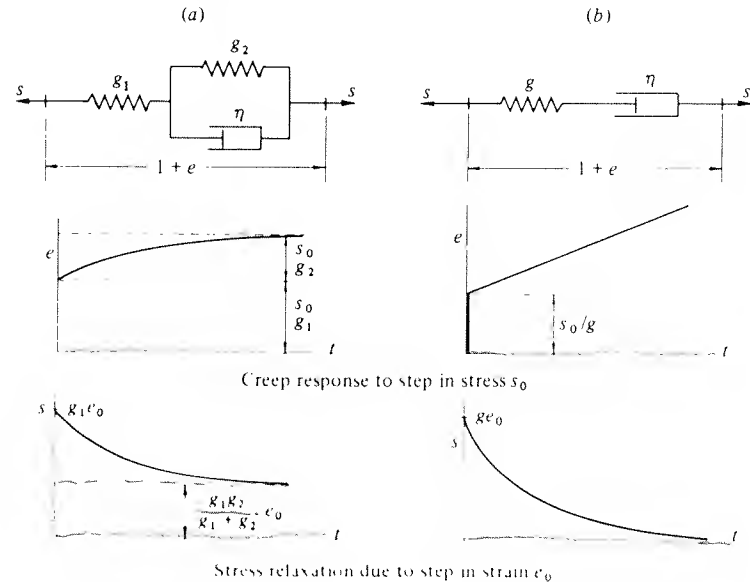 (a)
(b)
g₂
s g₁ s
η
1 + e
s g η s
1 + e
e
s₀
g₂
s₀
g₁
t
e
s₀/g
t
Creep response to step in stress s₀
s g₁e₀
g₁g₂
g₁ + g₂
e₀
t
ge₀
s
t
Stress relaxation due to step in strain e₀